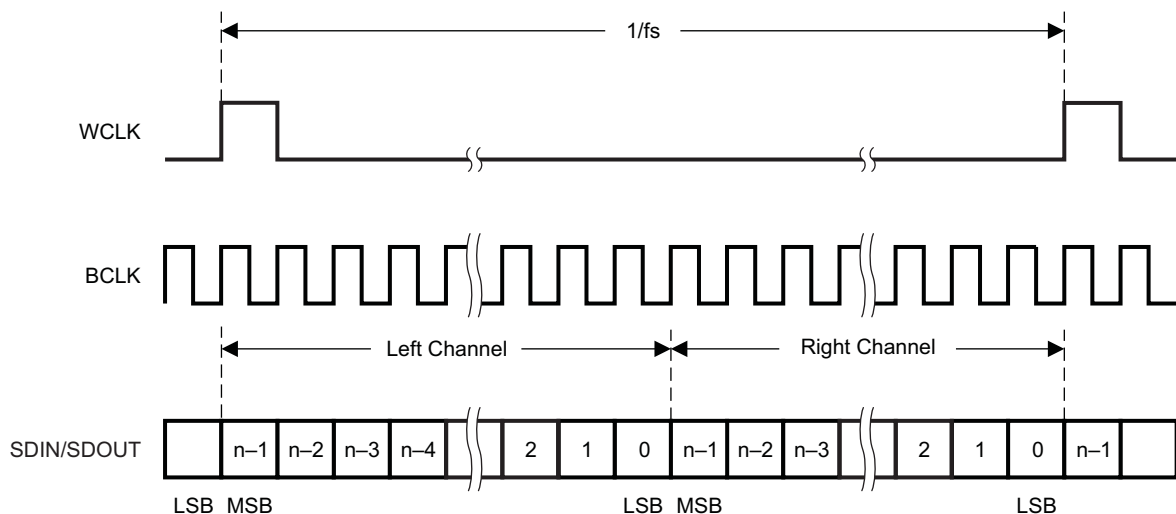 1/fs
WCLK
BCLK
Left Channel Right Channel
SDIN/SDOUT n–1 n–2 n–3 n–4 2 1 0 n–1 n–2 n–3 2 1 0 n–1
LSB MSB LSB MSB LSB